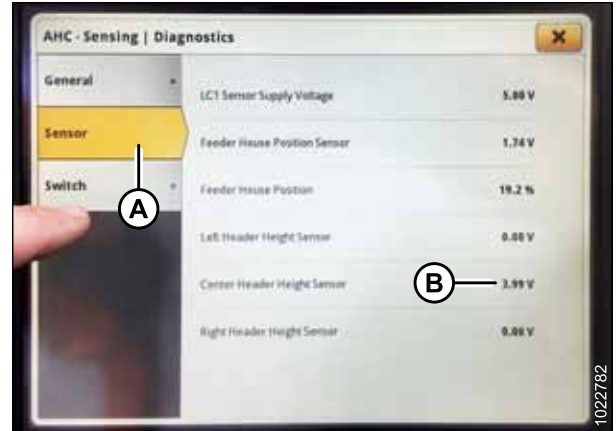 AHC - Sensing | Diagnostics
General
Sensor
Switch
A
LC1 Sensor Supply Voltage 5.00 V
Feeder House Position Sensor 1.74 V
Feeder House Position 19.2 %
Left Header Height Sensor 0.00 V
Center Header Height Sensor B 3.99 V
Right Header Height Sensor 0.00 V
1022782